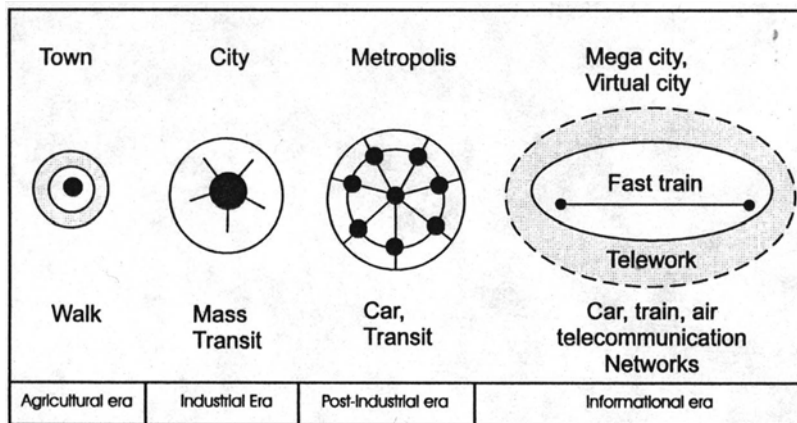 Town
City
Metropolis
Mega city,
Virtual city
Fast train
Telework
Walk
Mass
Transit
Car,
Transit
Car, train, air
telecommunication
Networks
Agricultural era
Industrial Era
Post-Industrial era
Informational era